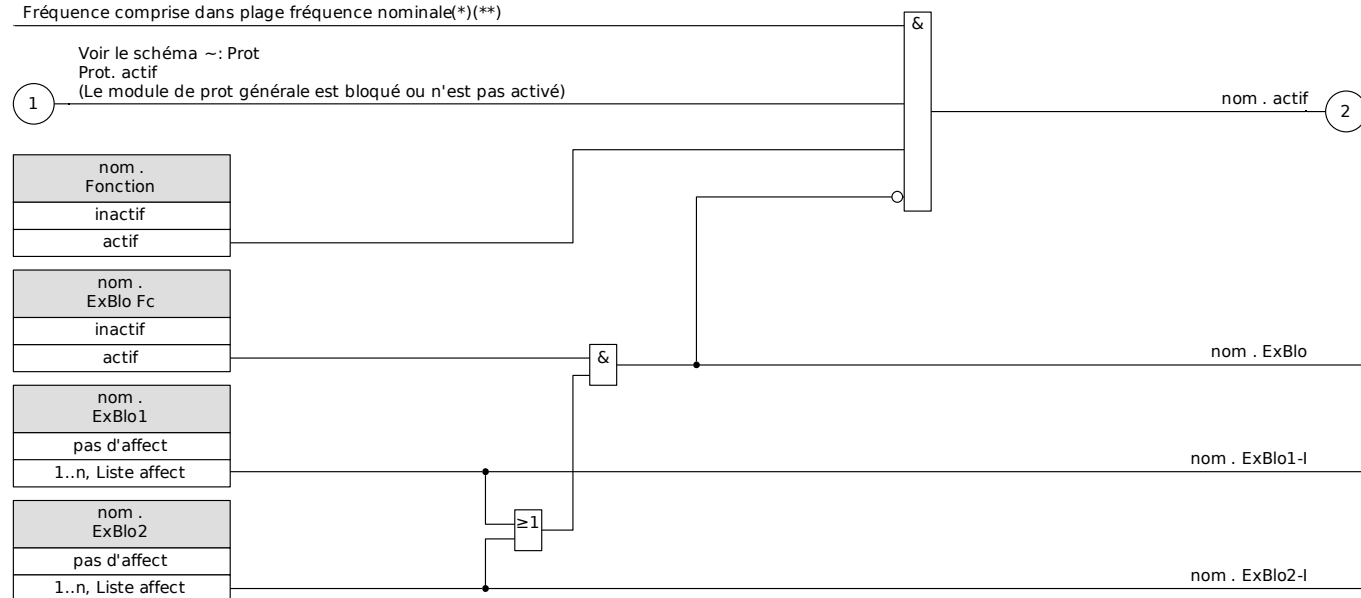 Fréquence comprise dans plage fréquence nominale(*)(**)
&
Voir le schéma ~: Prot
Prot. actif
(Le module de prot générale est bloqué ou n'est pas activé)
1
nom . actif
2
nom .
Fonction
inactif
actif
nom .
ExBlo Fc
inactif
actif
&
nom . ExBlo
nom .
ExBlo1
pas d'affect
1..n, Liste affect
nom . ExBlo1-I
nom .
ExBlo2
≥1
pas d'affect
1..n, Liste affect
nom . ExBlo2-I